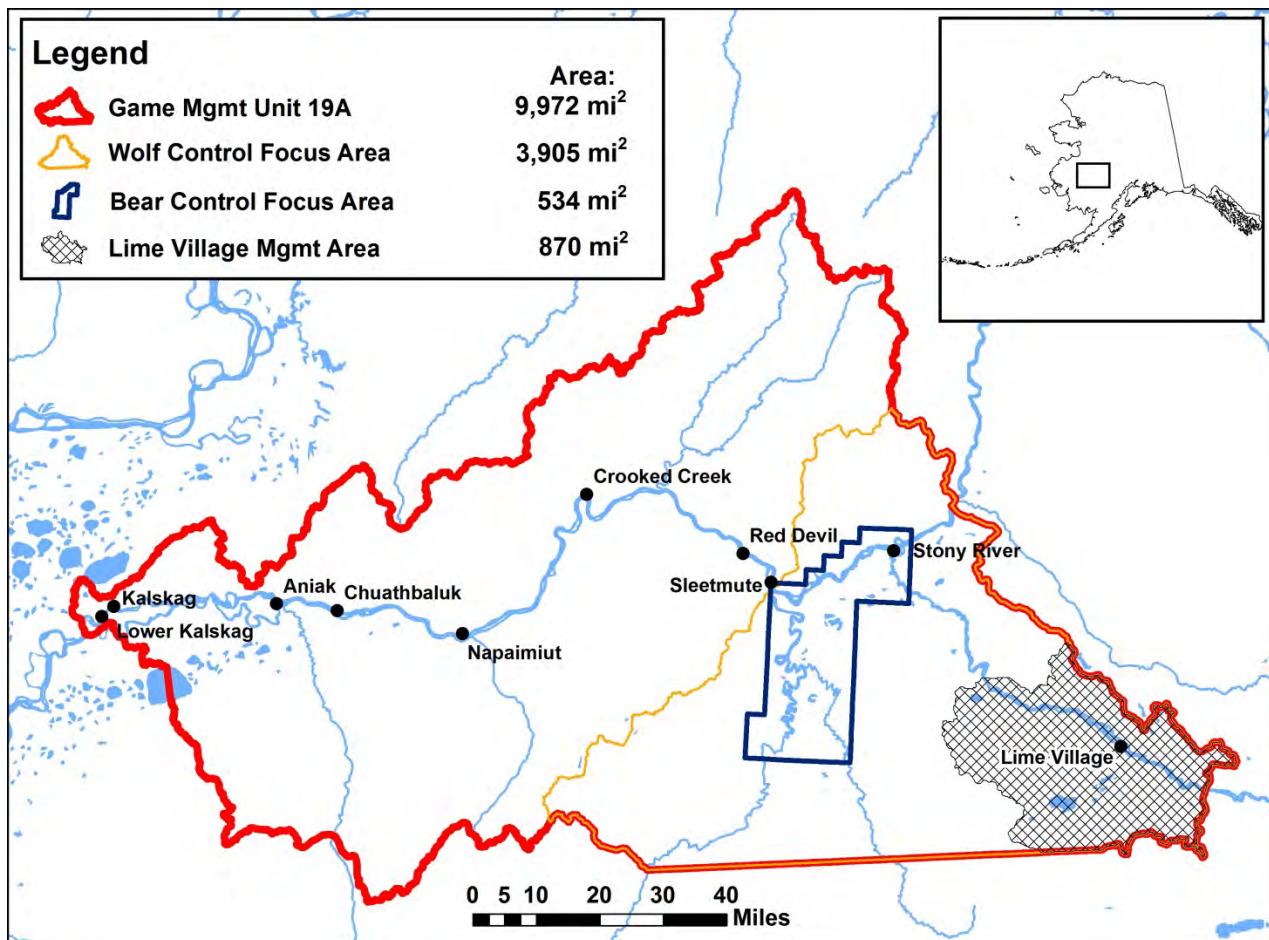 Legend
Area:
Game Mgmt Unit 19A 9,972 mi²
Wolf Control Focus Area 3,905 mi²
Bear Control Focus Area 534 mi²
Lime Village Mgmt Area 870 mi²
Crooked Creek
Red Devil
Stony River
Sleetmute
Kalskag
Aniak
Chuathbaluk
Lower Kalskag
Napaimiut
Lime Village
0 5 10 20 30 40
Miles